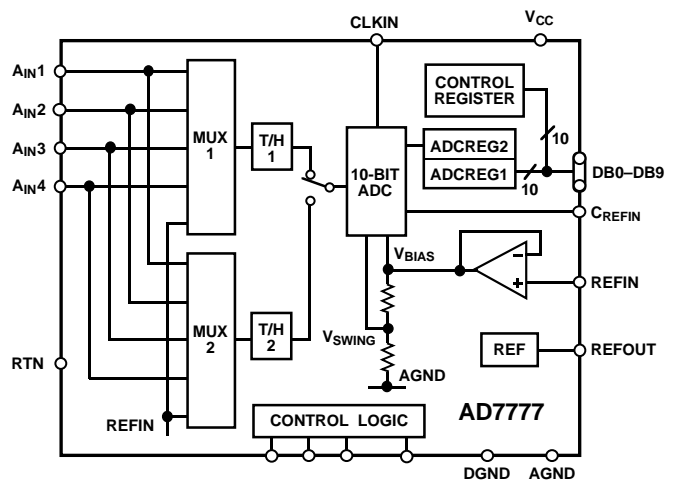 CLKIN
VCC
AIN1
AIN2
AIN3
AIN4
MUX
1
T/H
1
10-BIT
ADC
CONTROL
REGISTER
10
ADCREG2
ADCREG1
10
DB0–DB9
CREFIN
VBIAS
–
+
REFIN
MUX
2
T/H
2
VSWING
REF
REFOUT
RTN
AGND
REFIN
CONTROL LOGIC
AD7777
DGND
AGND